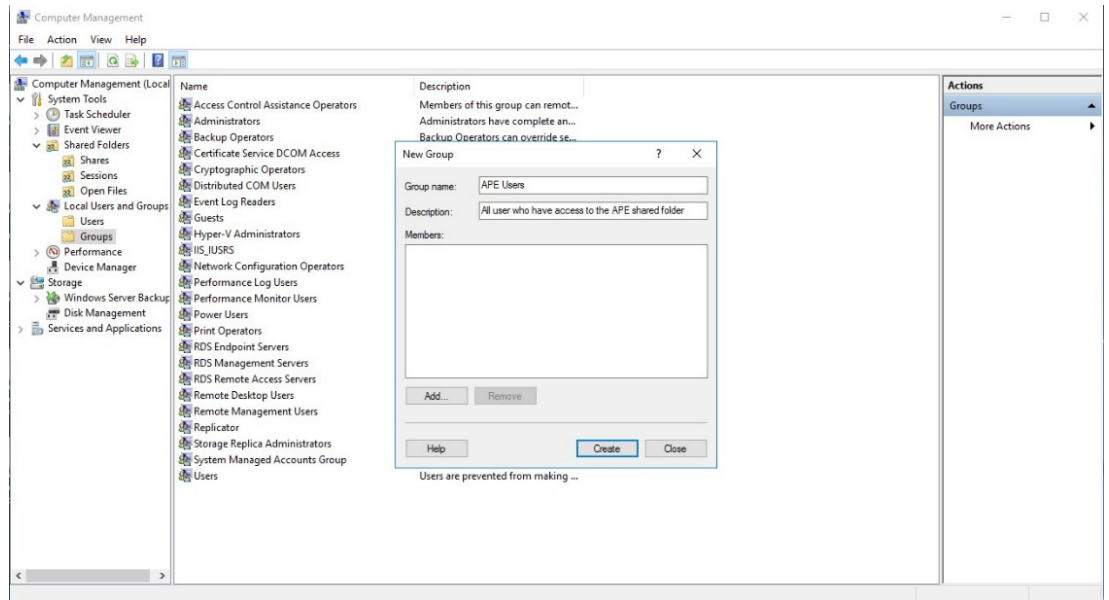 Computer Management
File Action View Help
Computer Management (Local
System Tools
Task Scheduler
Event Viewer
Shared Folders
Shares
Sessions
Open Files
Local Users and Groups
Users
Groups
Performance
Device Manager
Storage
Windows Server Backup
Disk Management
Services and Applications
Name Description
Access Control Assistance Operators Members of this group can remot...
Administrators Administrators have complete an...
Backup Operators Backup Operators can override se...
Certificate Service DCOM Access
Cryptographic Operators
Distributed COM Users
Event Log Readers
Guests
Hyper-V Administrators
IIS_IUSRS
Network Configuration Operators
Performance Log Users
Performance Monitor Users
Power Users
Print Operators
RDS Endpoint Servers
RDS Management Servers
RDS Remote Access Servers
Remote Desktop Users
Remote Management Users
Replicator
Storage Replica Administrators
System Managed Accounts Group
Users Users are prevented from making ...
New Group ?
Group name: APE Users
Description: All user who have access to the APE shared folder
Members:
Add... Remove
Help Create Close
Actions
Groups
More Actions